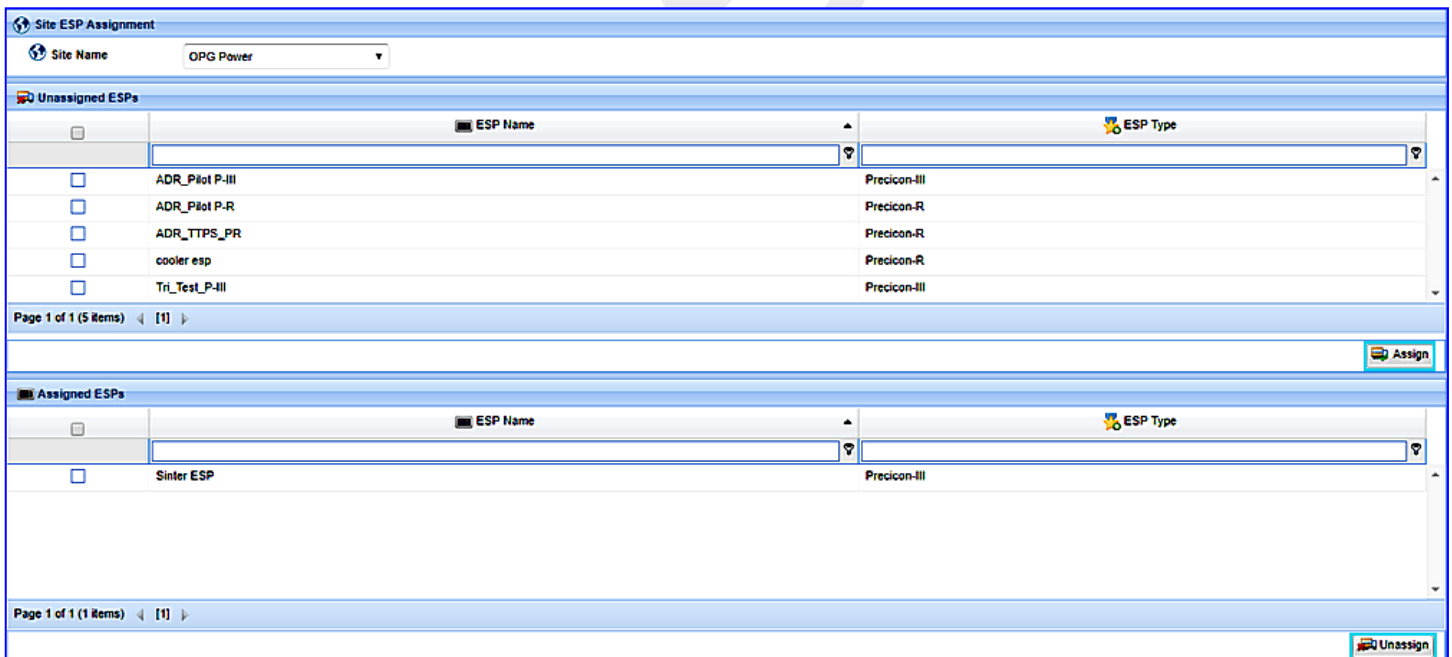 Site ESP Assignment
Site Name OPG Power
Unassigned ESPs
ESP Name ESP Type
ADR_Pilot P-III Precicon-III
ADR_Pilot P-R Precicon-R
ADR_TTPS_PR Precicon-R
cooler esp Precicon-R
Tri_Test_P-III Precicon-III
Page 1 of 1 (5 items) [1]
Assign
Assigned ESPs
ESP Name ESP Type
Sinter ESP Precicon-III
Page 1 of 1 (1 items) [1]
Unassign